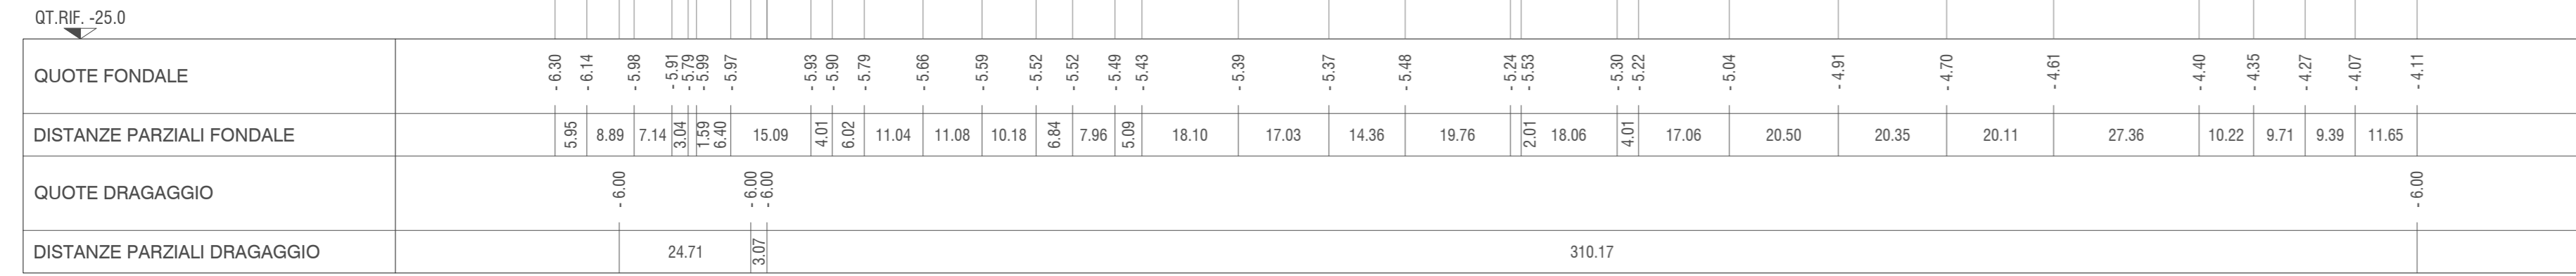 QT.RIF. -25.0
QUOTE FONDALE - 6.30 - 6.14 - 5.98 - 5.91 - 5.79 - 5.99 - 5.97 - 5.93 - 5.90 - 5.79 - 5.66 - 5.59 - 5.52 - 5.52 - 5.49 - 5.43 - 5.39 - 5.37 - 5.48 - 5.24 - 5.53 - 5.30 - 5.22 - 5.04 - 4.91 - 4.70 - 4.61 - 4.40 - 4.35 - 4.27 - 4.07 - 4.11
DISTANZE PARZIALI FONDALE 5.95 8.89 7.14 3.04 1.59 6.40 15.09 4.01 6.02 11.04 11.08 10.18 6.84 7.96 5.09 18.10 17.03 14.36 19.76 2.01 18.06 4.01 17.06 20.50 20.35 20.11 27.36 10.22 9.71 9.39 11.65
QUOTE DRAGAGGIO - 6.00 - 6.00 - 6.00 - 6.00
DISTANZE PARZIALI DRAGAGGIO 24.71 3.07 310.17